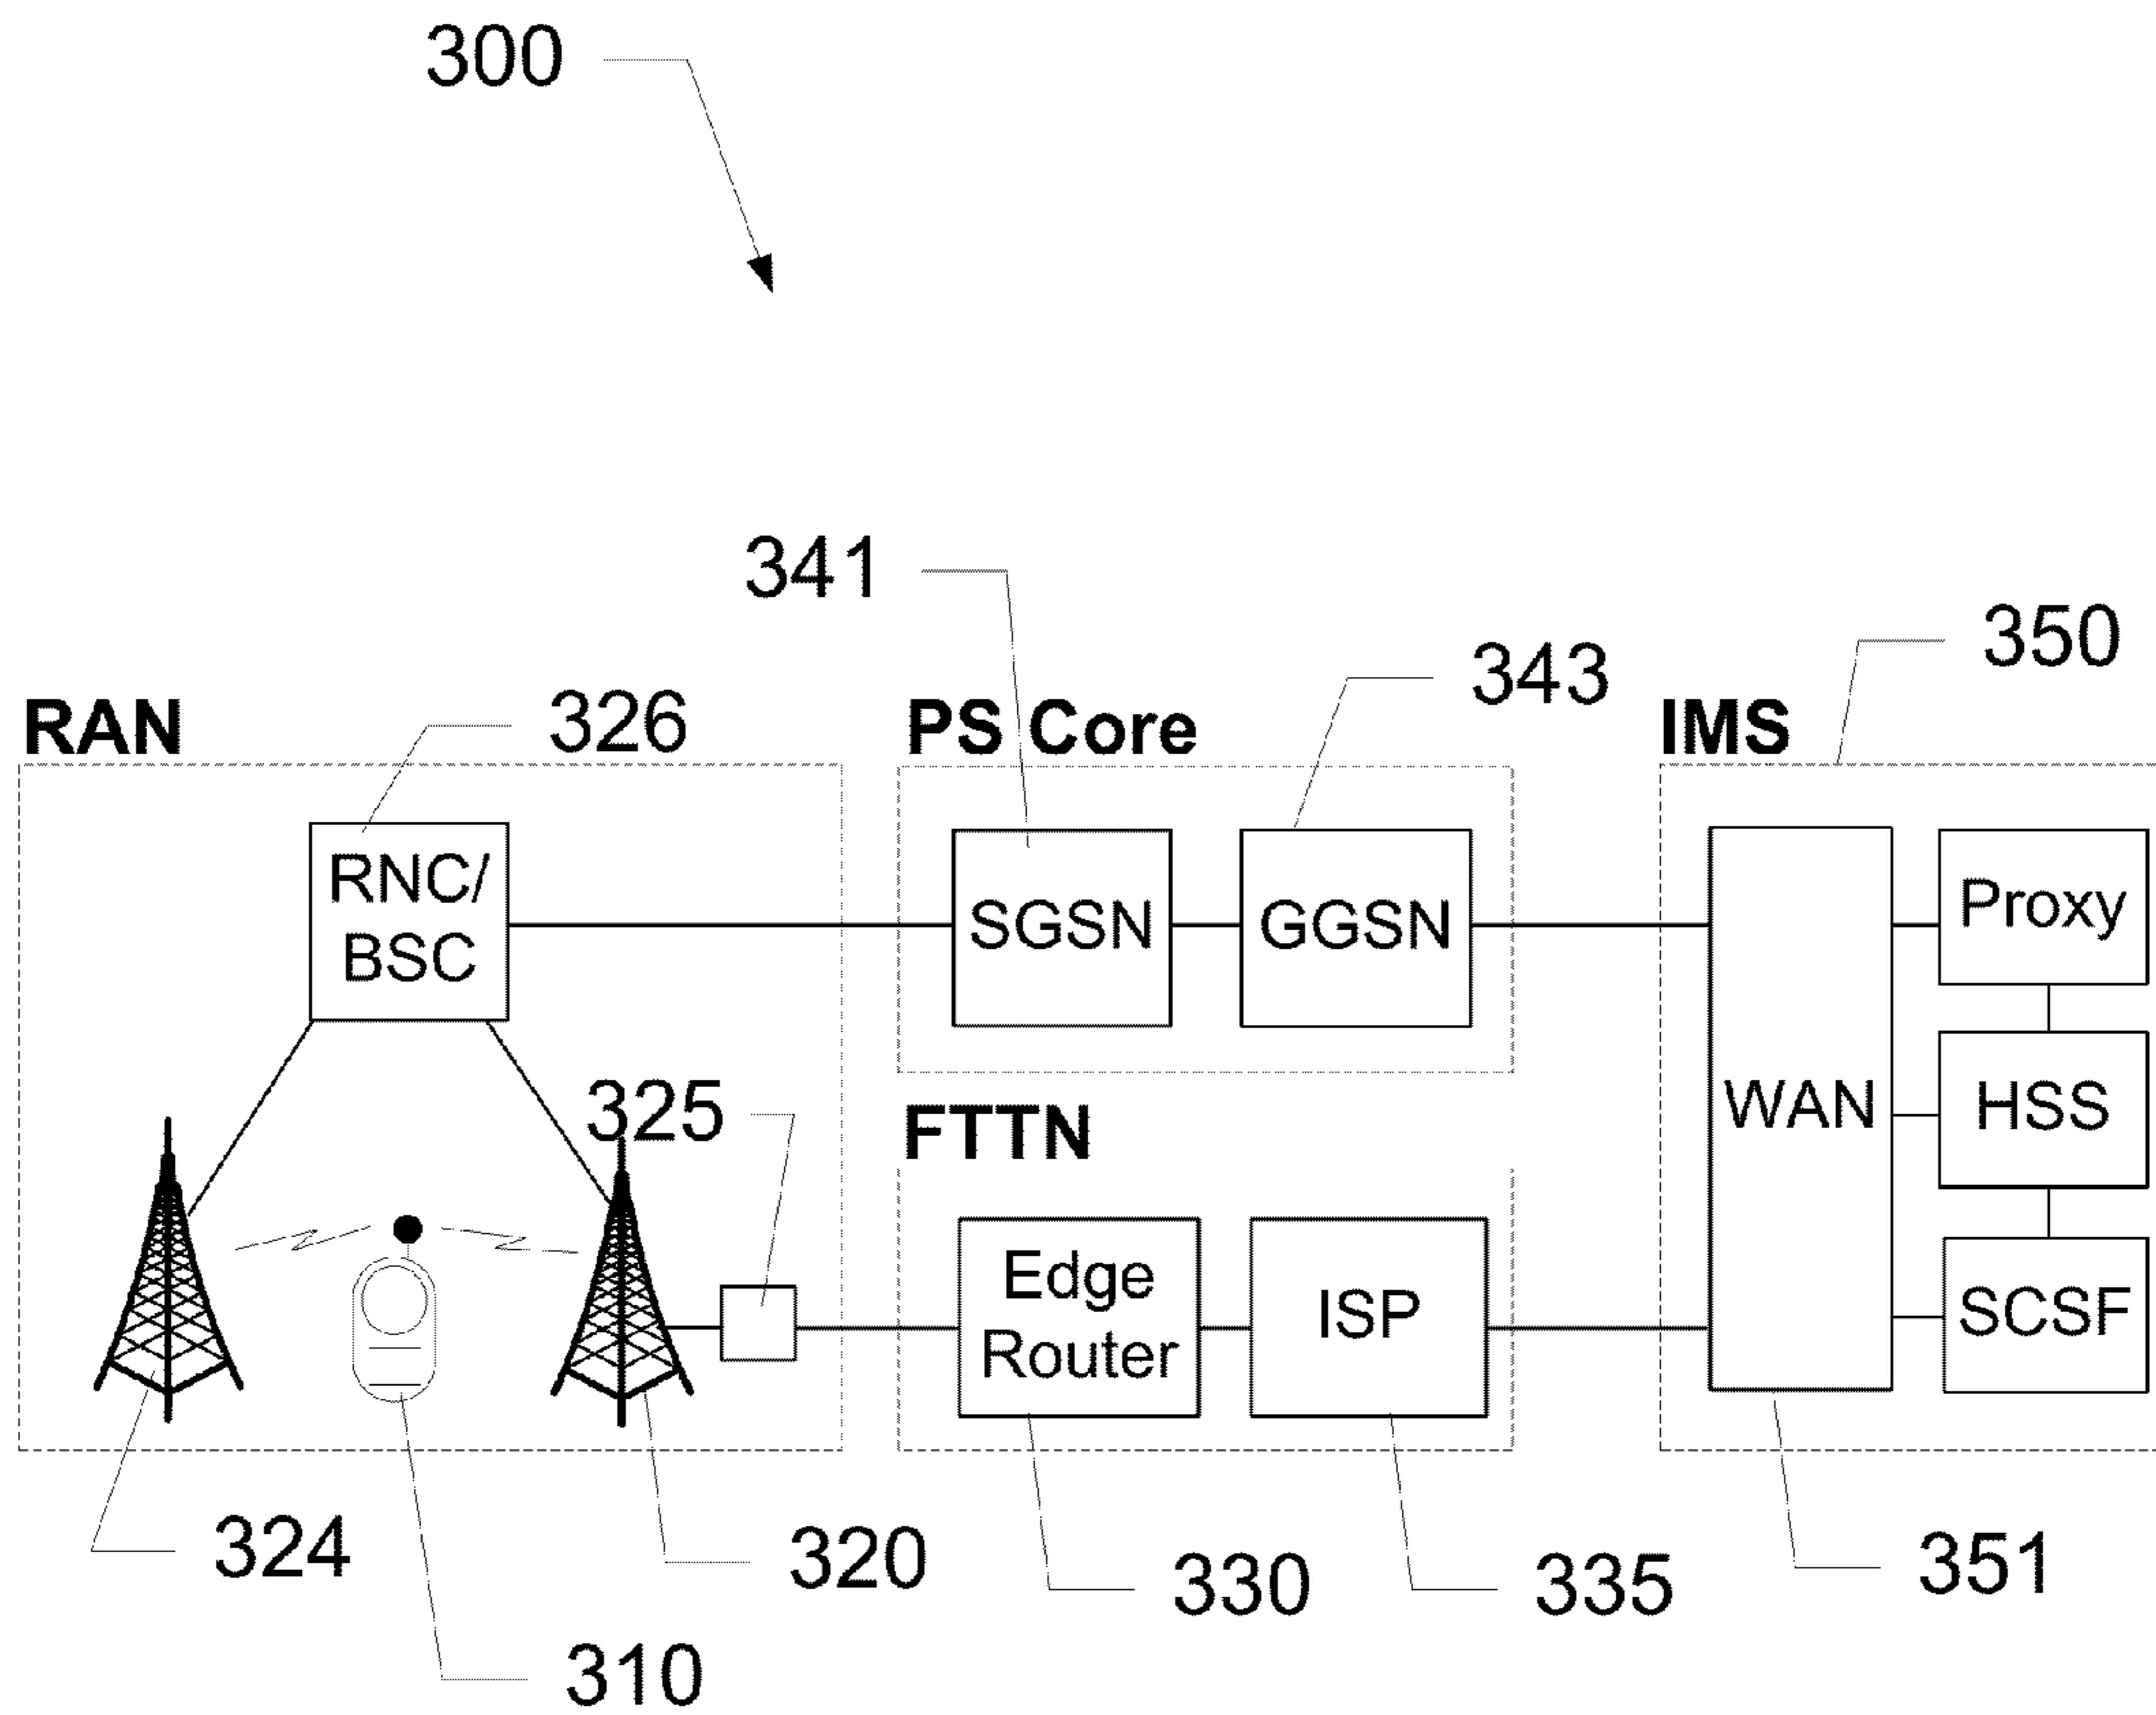 300
341
350
343
326
RAN
PS Core
IMS
RNC/
BSC
SGSN
GGSN
Proxy
WAN
HSS
325
FTTN
Edge
Router
ISP
SCSF
324
320
330
335
351
310